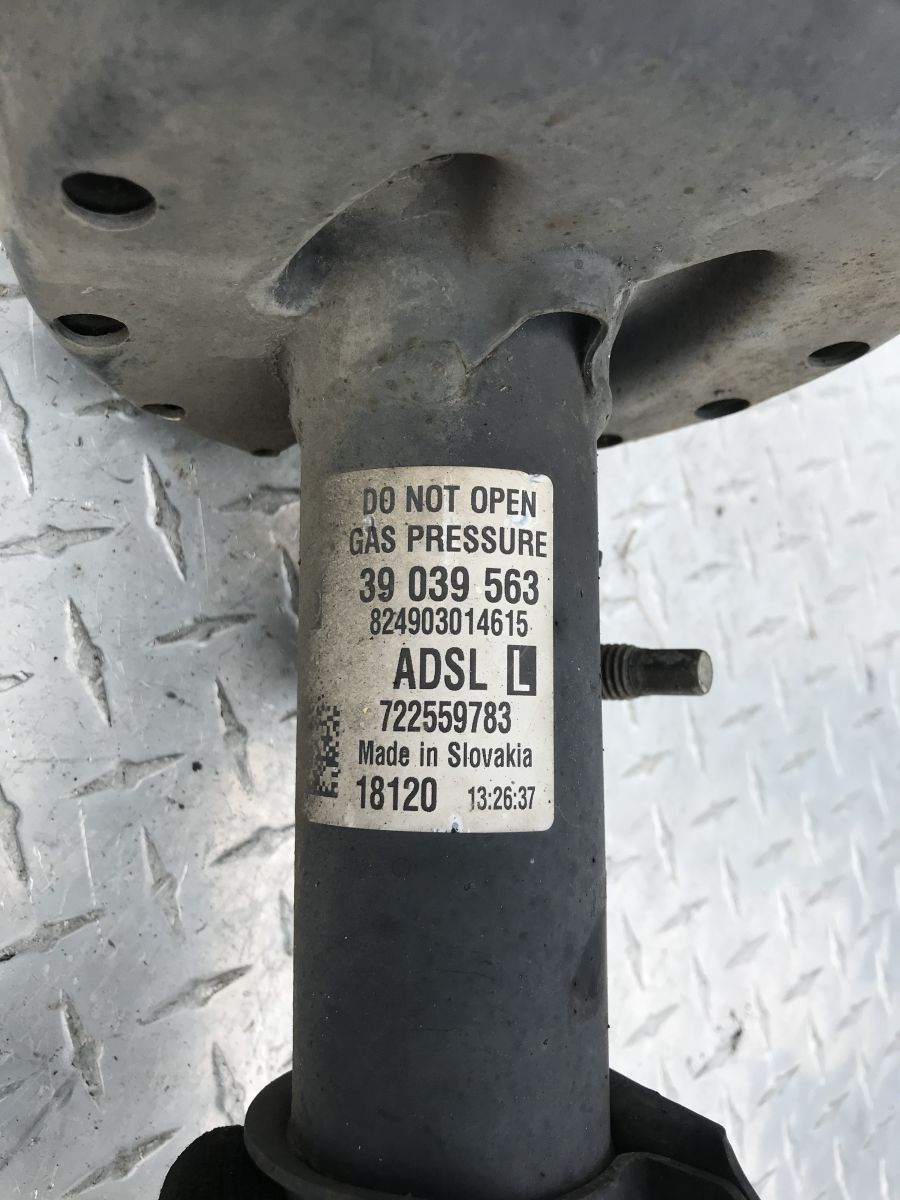 DO NOT OPEN
GAS PRESSURE
39 039 563
824903014615
ADSL L
722559783
Made in Slovakia
18120 13:26:37